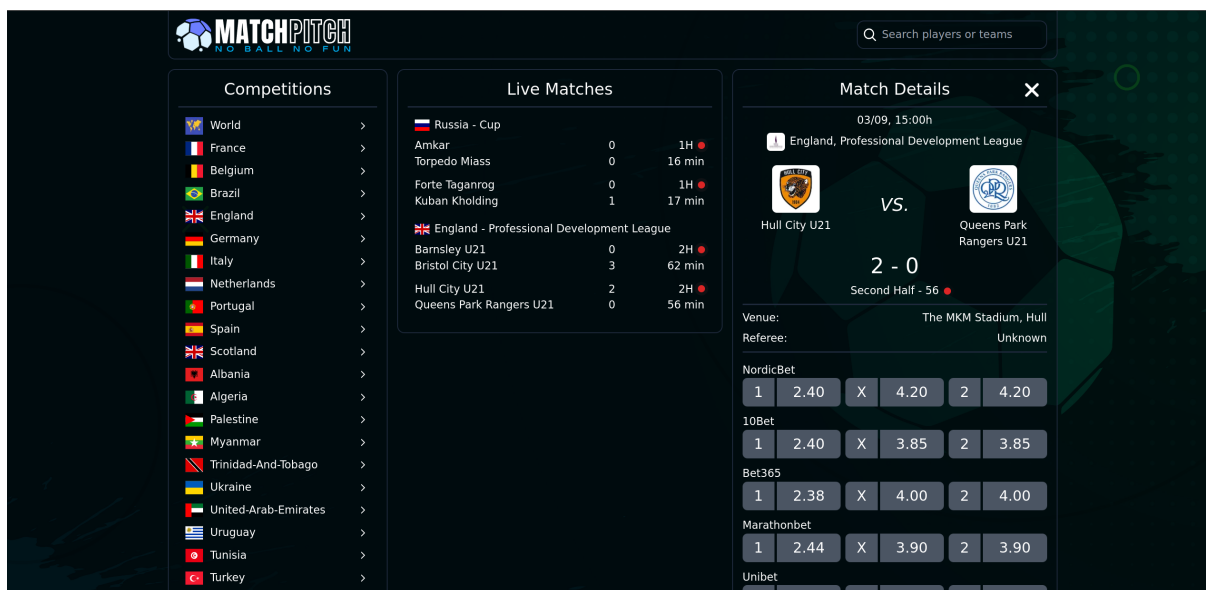 MATCHPITCH
NO BALL NO FUN
Search players or teams
Competitions
World
France
Belgium
Brazil
England
Germany
Italy
Netherlands
Portugal
Spain
Scotland
Albania
Algeria
Palestine
Myanmar
Trinidad-And-Tobago
Ukraine
United-Arab-Emirates
Uruguay
Tunisia
Turkey
Live Matches
Russia - Cup
Amkar 0 1H
Torpedo Miass 0 16 min
Forte Taganrog 0 1H
Kuban Kholding 1 17 min
England - Professional Development League
Barnsley U21 0 2H
Bristol City U21 3 62 min
Hull City U21 2 2H
Queens Park Rangers U21 0 56 min
Match Details
03/09, 15:00h
England, Professional Development League
HULL CITY
VS.
Hull City U21
Queens Park
Rangers U21
2 - 0
Second Half - 56
Venue: The MKM Stadium, Hull
Referee: Unknown
NordicBet
1 2.40 X 4.20 2 4.20
10Bet
1 2.40 X 3.85 2 3.85
Bet365
1 2.38 X 4.00 2 4.00
Marathonbet
1 2.44 X 3.90 2 3.90
Unibet